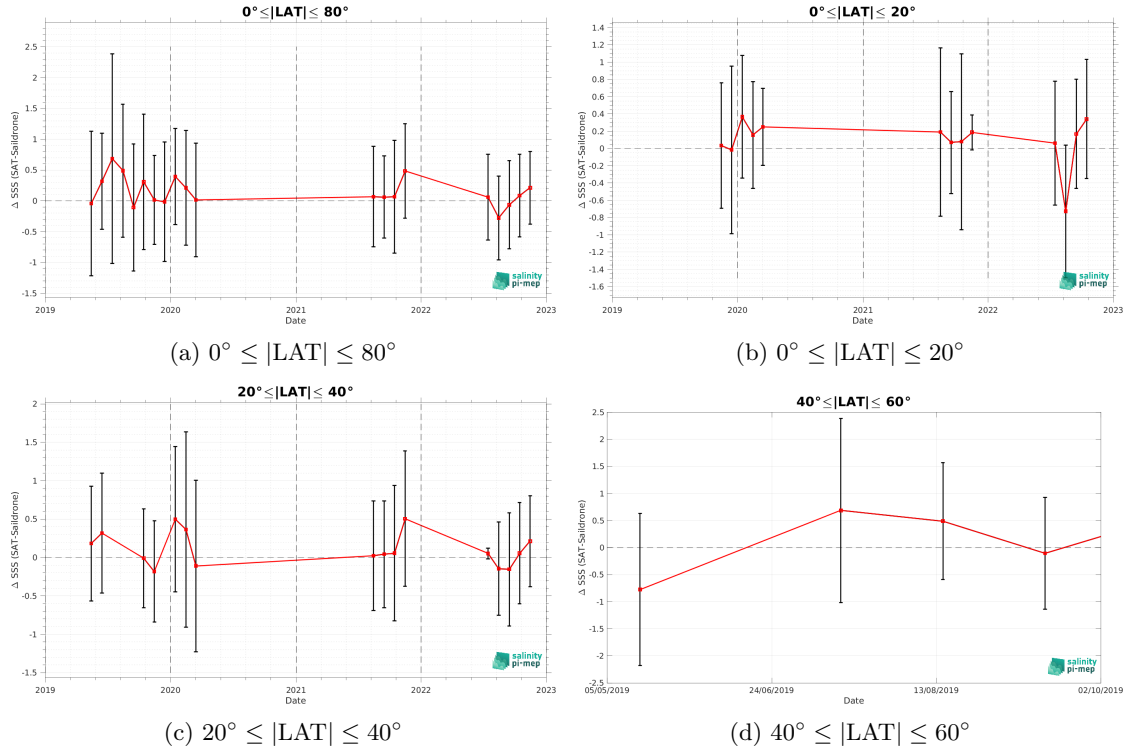 0°≤|LAT|≤ 80°
2.5
2
1.5
1
0.5
0
-0.5
-1
-1.5
Δ SSS (SAT-Saildrone)
2019
2020
2021
2022
2023
Date
salinity
pi-mep
(a) 0° ≤ |LAT| ≤ 80°
0°≤|LAT|≤ 20°
1.4
1.2
1
0.8
0.6
0.4
0.2
0
-0.2
-0.4
-0.6
-0.8
-1
-1.2
-1.4
-1.6
Δ SSS (SAT-Saildrone)
2019
2020
2021
2022
2023
Date
salinity
pi-mep
(b) 0° ≤ |LAT| ≤ 20°
20°≤|LAT|≤ 40°
2
1.5
1
0.5
0
-0.5
-1
-1.5
Δ SSS (SAT-Saildrone)
2019
2020
2021
2022
2023
Date
salinity
pi-mep
(c) 20° ≤ |LAT| ≤ 40°
40°≤|LAT|≤ 60°
2.5
2
1.5
1
0.5
0
-0.5
-1
-1.5
-2
-2.5
Δ SSS (SAT-Saildrone)
05/05/2019
24/06/2019
13/08/2019
02/10/2019
Date
salinity
pi-mep
(d) 40° ≤ |LAT| ≤ 60°